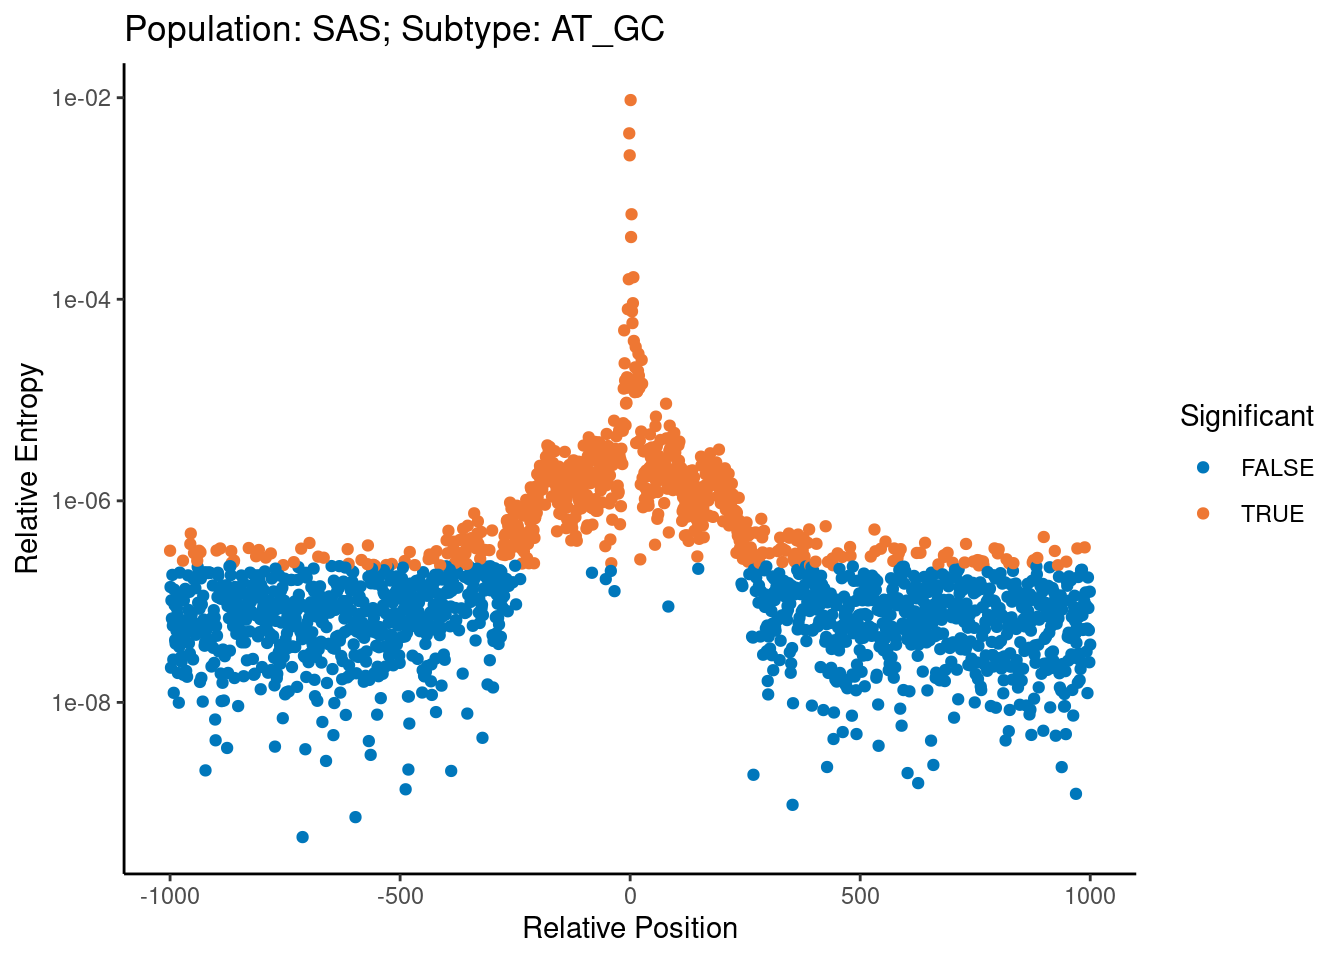 Population: SAS; Subtype: AT_GC
1e-02
1e-04
1e-06
1e-08
Relative Entropy
-1000
-500
0
500
1000
Relative Position
Significant
FALSE
TRUE